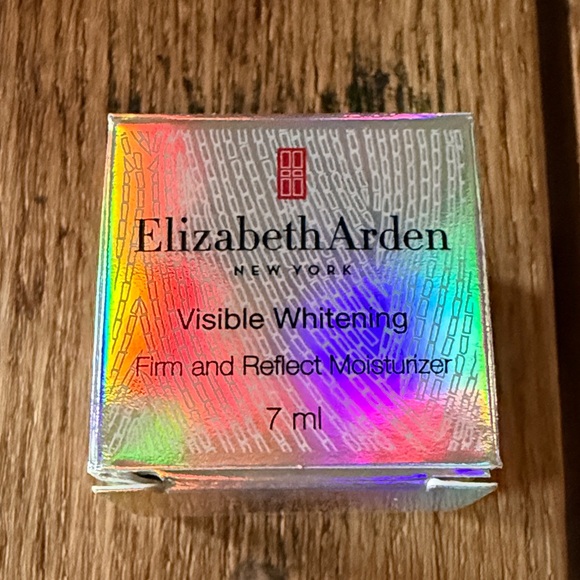 Elizabeth Arden
NEW YORK
Visible Whitening
Firm and Reflect Moisturizer
7 ml